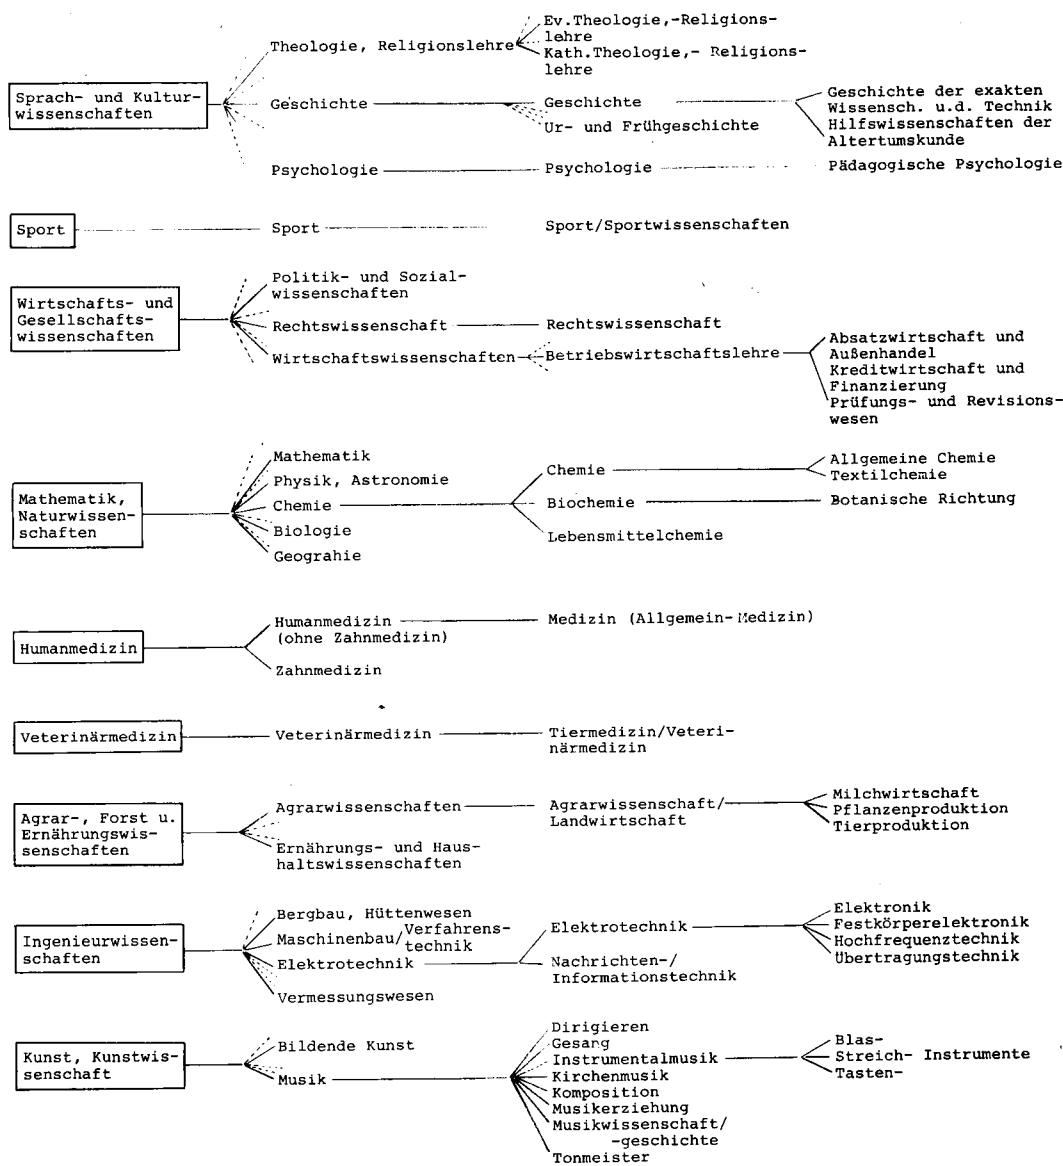 Sprach- und Kultur-
wissenschaften
Theologie, Religionslehre
Ev.Theologie,-Religions-
lehre
Kath.Theologie,- Religions-
lehre
Geschichte
Geschichte
Ur- und Frühgeschichte
Geschichte der exakten
Wissensch. u.d. Technik
Hilfswissenschaften der
Altertumskunde
Psychologie
Psychologie
Pädagogische Psychologie
Sport
Sport
Sport/Sportwissenschaften
Wirtschafts- und
Gesellschafts-
wissenschaften
Politik- und Sozial-
wissenschaften
Rechtswissenschaft
Rechtswissenschaft
Wirtschaftswissenschaften
Betriebswirtschaftslehre
Absatzwirtschaft und
Außenhandel
Kreditwirtschaft und
Finanzierung
Prüfungs- und Revisions-
wesen
Mathematik,
Naturwissen-
schaften
Mathematik
Physik, Astronomie
Chemie
Biologie
Geograhie
Chemie
Biochemie
Lebensmittelchemie
Allgemeine Chemie
Textilchemie
Botanische Richtung
Humanmedizin
Humanmedizin
(ohne Zahnmedizin)
Zahnmedizin
Medizin (Allgemein-Medizin)
Veterinärmedizin
Veterinärmedizin
Tiermedizin/Veteri-
närmedizin
Agrar-, Forst u.
Ernährungswis-
senschaften
Agrarwissenschaften
Ernährungs- und Haus-
haltswissenschaften
Agrarwissenschaft/
Landwirtschaft
Milchwirtschaft
Pflanzenproduktion
Tierproduktion
Ingenieurwissen-
schaften
Bergbau, Hüttenwesen
Maschinenbau/Verfahrens-
technik
Elektrotechnik
Vermessungswesen
Elektrotechnik
Nachrichten-/
Informationstechnik
Elektronik
Festkörperelektronik
Hochfrequenztechnik
Übertragungstechnik
Kunst, Kunstwis-
senschaft
Bildende Kunst
Musik
Dirigieren
Gesang
Instrumentalmusik
Kirchenmusik
Komposition
Musikerziehung
Musikwissenschaft/
-geschichte
Tonmeister
Blas-
Streich- Instrumente
Tasten-